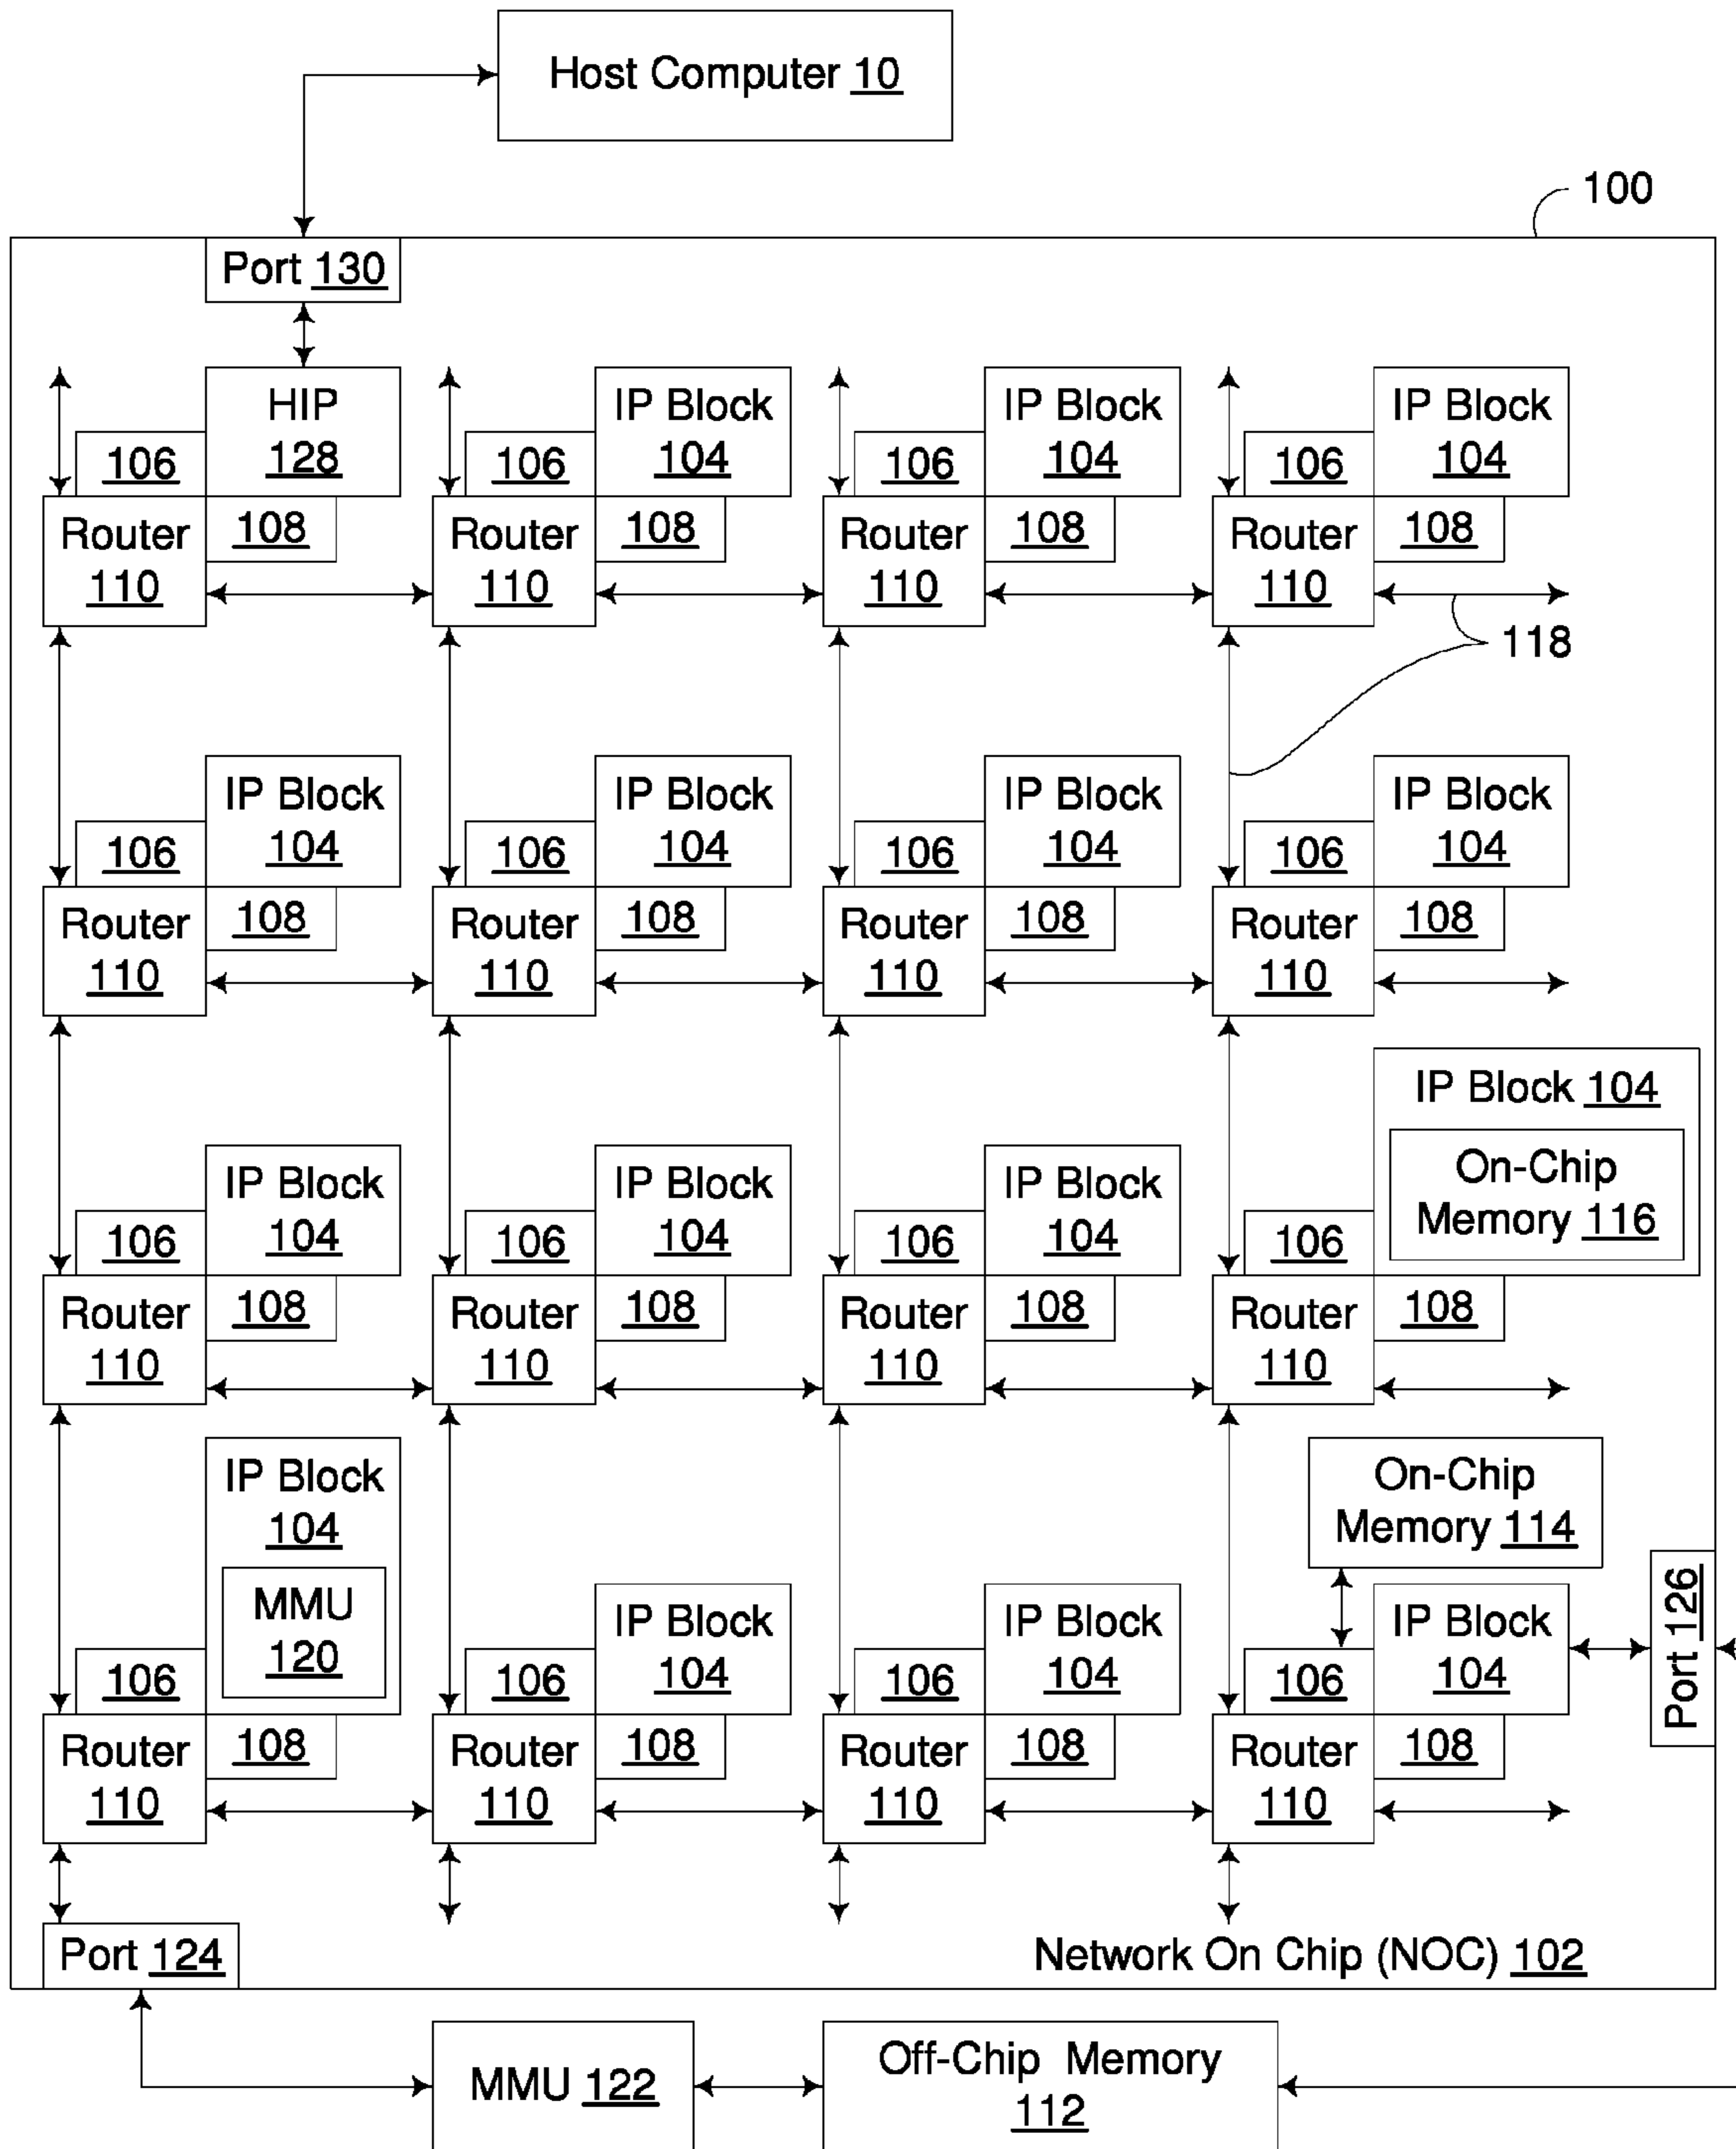 Host Computer 10
100
Port 130
HIP
128
106
108
Router
110
IP Block
104
106
108
Router
110
IP Block
104
106
108
Router
110
IP Block
104
106
108
Router
110
118
IP Block
104
106
108
Router
110
IP Block
104
106
108
Router
110
IP Block
104
106
108
Router
110
IP Block
104
106
108
Router
110
IP Block
104
106
108
Router
110
IP Block
104
106
108
Router
110
IP Block
104
106
108
Router
110
IP Block 104
On-Chip
Memory 116
106
108
Router
110
IP Block
104
MMU
120
106
108
Router
110
IP Block
104
106
108
Router
110
IP Block
104
106
108
Router
110
On-Chip
Memory 114
IP Block
104
106
108
Router
110
Port 126
Port 124
Network On Chip (NOC) 102
MMU 122
Off-Chip Memory
112